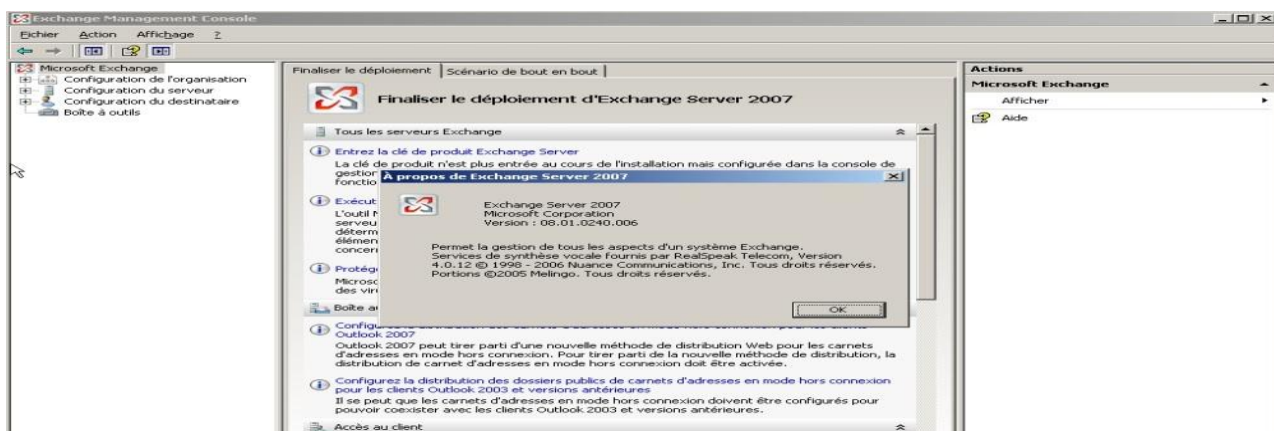 Exchange Management Console
Fichier Action Affichage ?
Microsoft Exchange
Configuration de l'organisation
Configuration du serveur
Configuration du destinataire
Boîte à outils
Finaliser le déploiement
Scénario de bout en bout
Finaliser le déploiement d'Exchange Server 2007
Tous les serveurs Exchange
Entrez la clé de produit Exchange Server
La clé de produit n'est plus entrée au cours de l'installation mais configurée dans la console de
gestion
À propos de Exchange Server 2007
Exchange Server 2007
Microsoft Corporation
Version : 08.01.0240.006
Permet la gestion de tous les aspects d'un système Exchange.
Services de synthèse vocale fournis par RealSpeak Telecom, Version
4.0.12 © 1998 - 2006 Nuance Communications, Inc. Tous droits réservés.
Portions ©2005 Melingo. Tous droits réservés.
OK
L'outil
des
Outlook 2007
Outlook 2007 peut tirer parti d'une nouvelle méthode de distribution Web pour les carnets
d'adresses en mode hors connexion. Pour tirer parti de la nouvelle méthode de distribution, la
distribution de carnet d'adresses en mode hors connexion doit être activée.
Configurez la distribution des dossiers publics de carnets d'adresses en mode hors connexion
pour les clients Outlook 2003 et versions antérieures
Il se peut que les carnets d'adresses en mode hors connexion doivent être configurés pour
pouvoir coexister avec les clients Outlook 2003 et versions antérieures.
Accès au client
Actions
Microsoft Exchange
Afficher
Aide